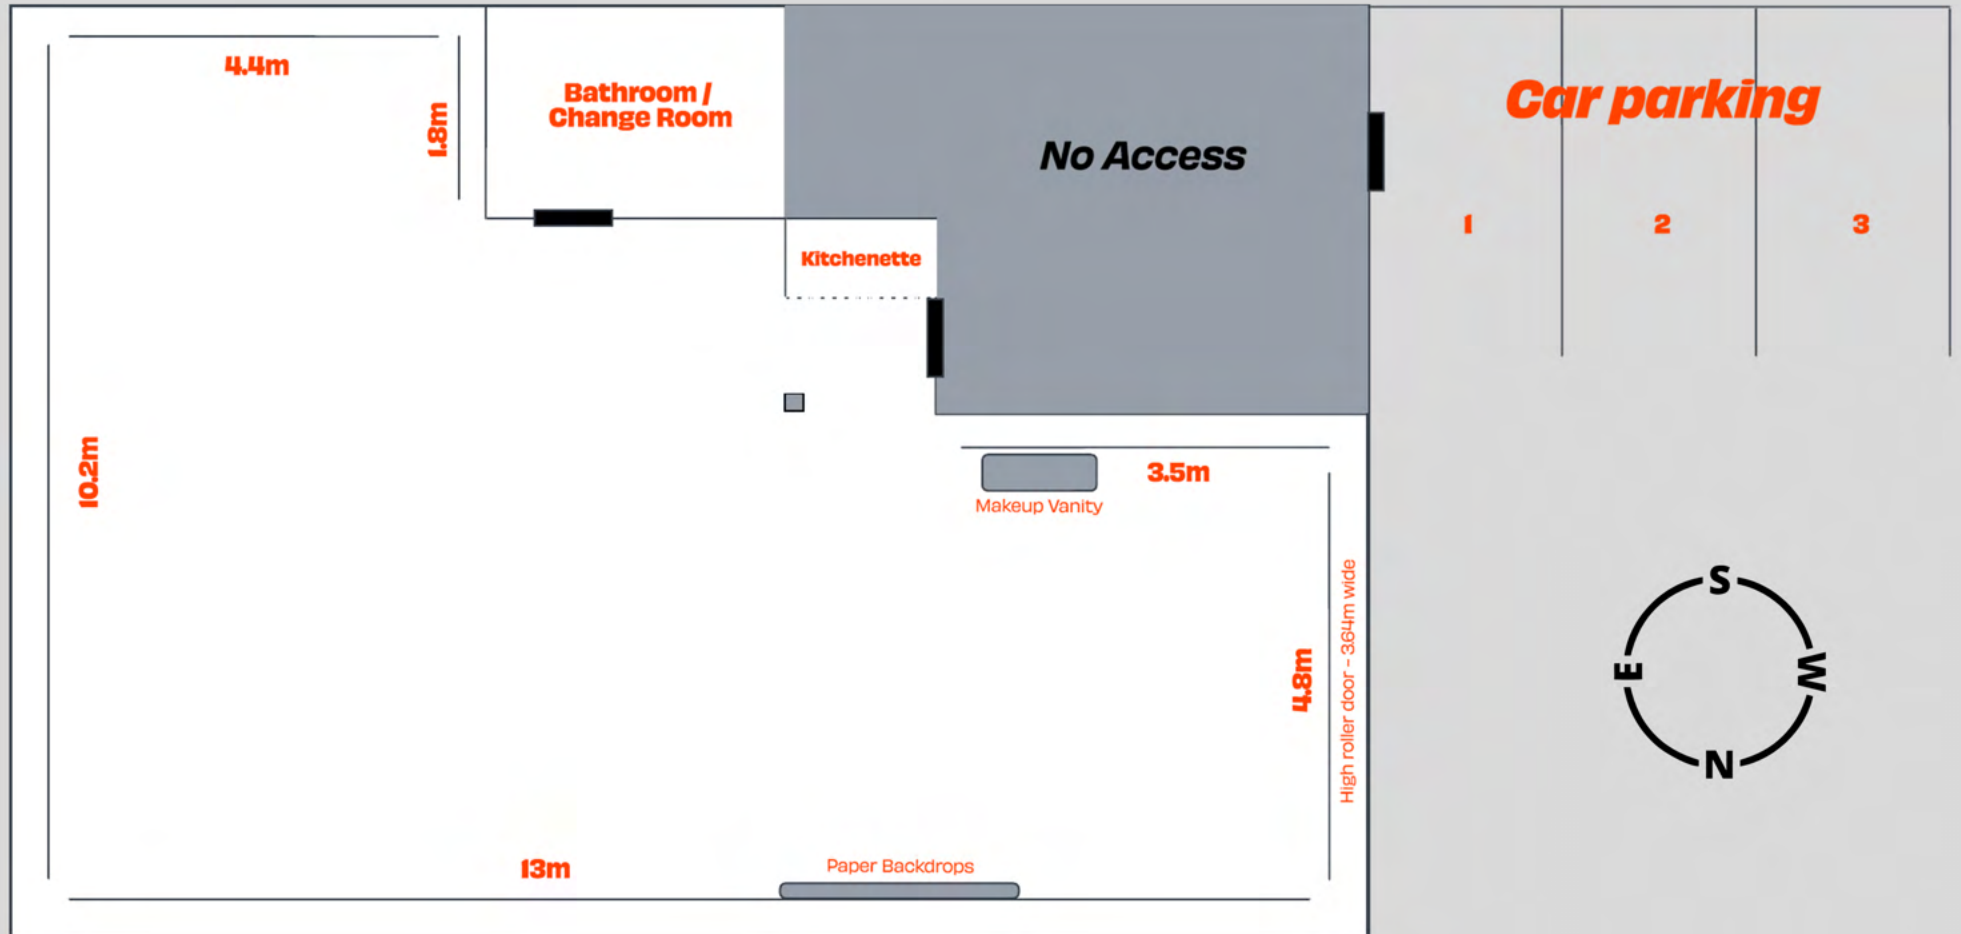 4.4m
1.8m
Bathroom /
Change Room
No Access
Car parking
1
2
3
Kitchenette
10.2m
3.5m
Makeup Vanity
High roller door - 3.64m wide
4.8m
S
E
W
N
13m
Paper Backdrops